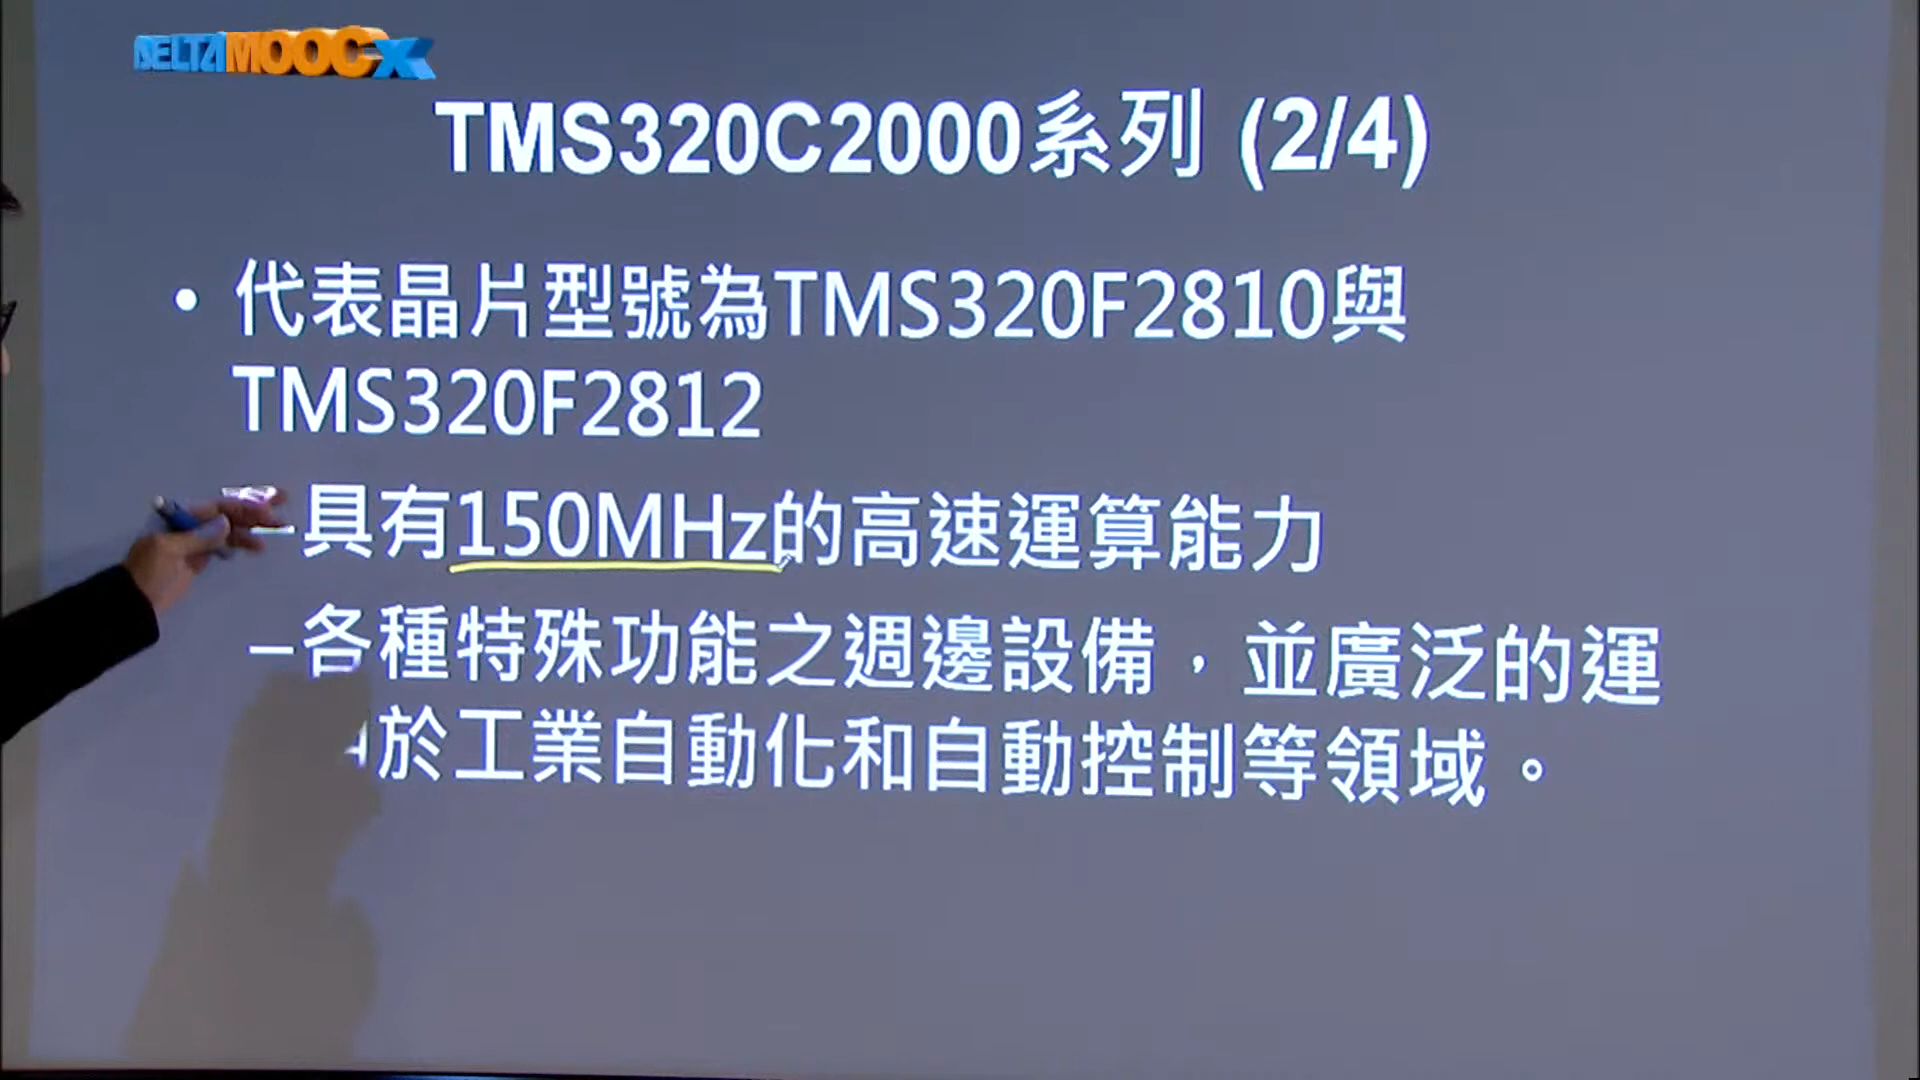 DELTAMOOCX
TMS320C2000系列 (2/4)
• 代表晶片型號為TMS320F2810與
TMS320F2812
–具有150MHz的高速運算能力
–各種特殊功能之週邊設備，並廣泛的運
於工業自動化和自動控制等領域。